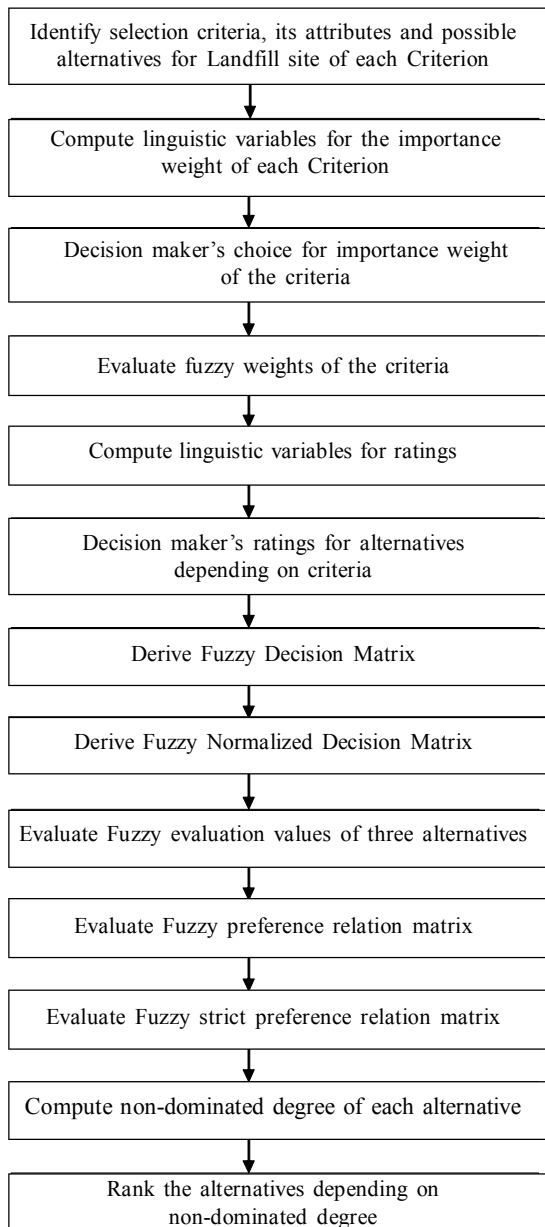 Identify selection criteria, its attributes and possible
alternatives for Landfill site of each Criterion
Compute linguistic variables for the importance
weight of each Criterion
Decision maker's choice for importance weight
of the criteria
Evaluate fuzzy weights of the criteria
Compute linguistic variables for ratings
Decision maker's ratings for alternatives
depending on criteria
Derive Fuzzy Decision Matrix
Derive Fuzzy Normalized Decision Matrix
Evaluate Fuzzy evaluation values of three alternatives
Evaluate Fuzzy preference relation matrix
Evaluate Fuzzy strict preference relation matrix
Compute non-dominated degree of each alternative
Rank the alternatives depending on
non-dominated degree